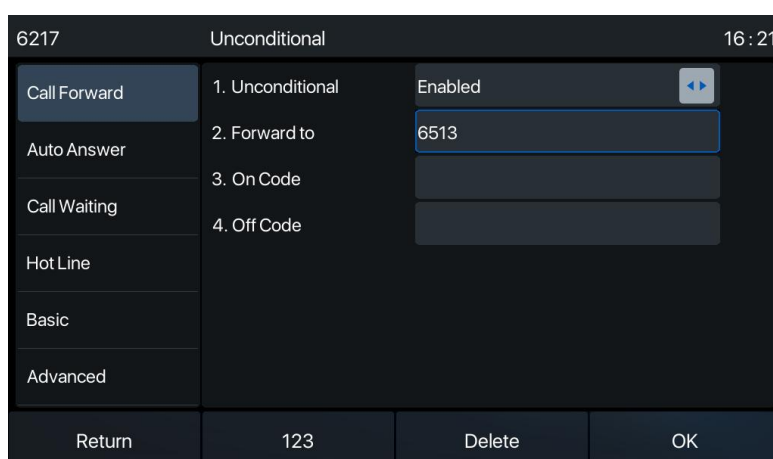 6217 Unconditional 16:21
Call Forward
Auto Answer
Call Waiting
Hot Line
Basic
Advanced
1. Unconditional Enabled
2. Forward to 6513
3. On Code
4. Off Code
Return 123 Delete OK